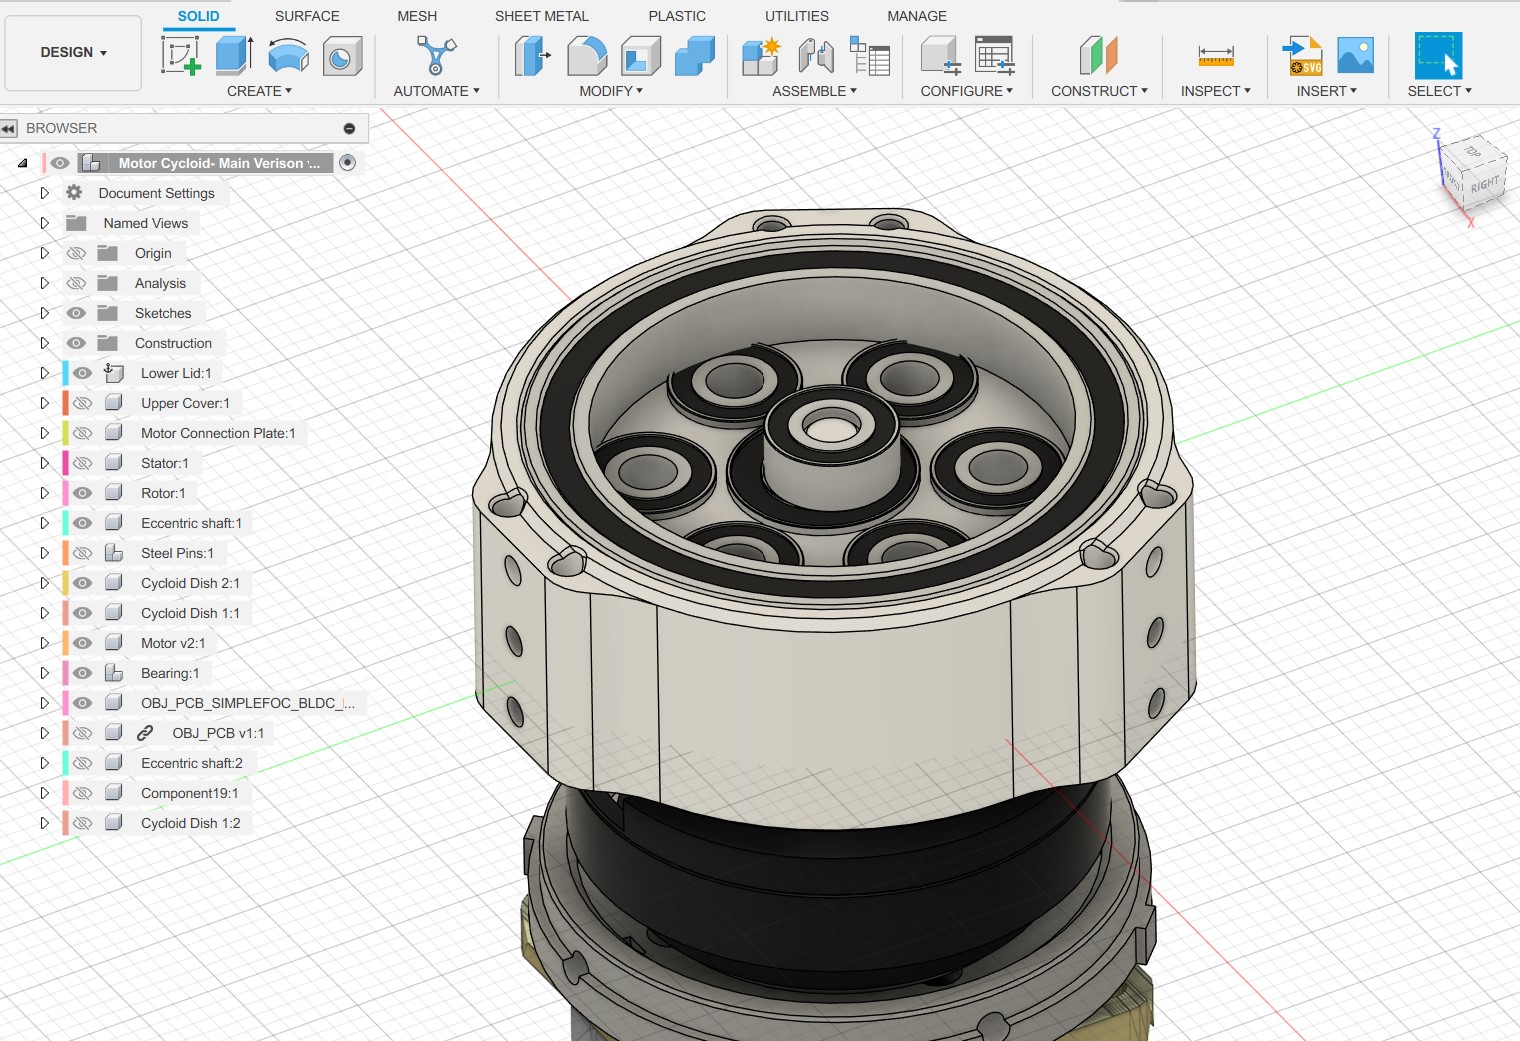 SOLID SURFACE MESH SHEET METAL PLASTIC UTILITIES MANAGE
DESIGN
SVG
CREATE AUTOMATE MODIFY ASSEMBLE CONFIGURE CONSTRUCT INSPECT INSERT SELECT
BROWSER
Z
TOP
RIGHT
X
Motor Cycloid- Main Verison ...
Document Settings
Named Views
Origin
Analysis
Sketches
Construction
Lower Lid:1
Upper Cover:1
Motor Connection Plate:1
Stator:1
Rotor:1
Eccentric shaft:1
Steel Pins:1
Cycloid Dish 2:1
Cycloid Dish 1:1
Motor v2:1
Bearing:1
OBJ_PCB_SIMPLEFOC_BLDC_...
OBJ_PCB v1:1
Eccentric shaft:2
Component19:1
Cycloid Dish 1:2